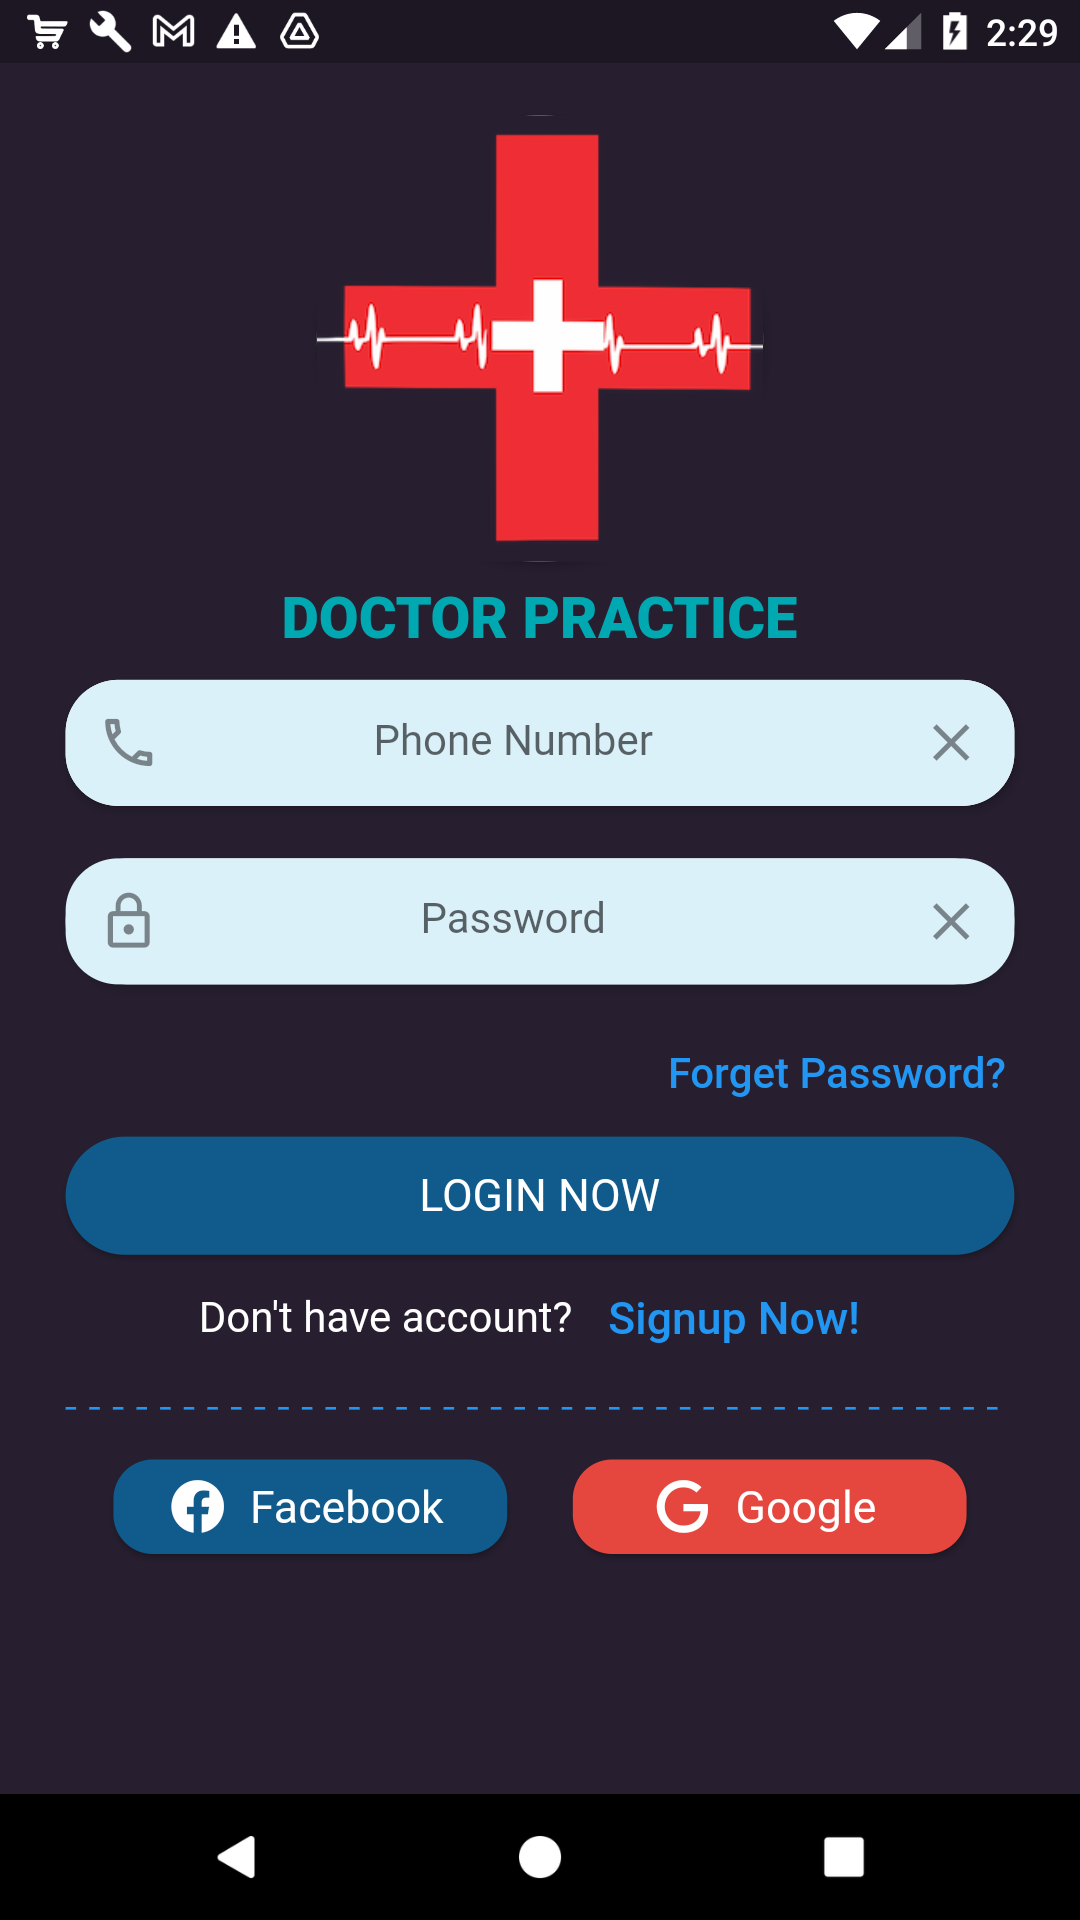 2:29
DOCTOR PRACTICE
Phone Number
Password
Forget Password?
LOGIN NOW
Don't have account? Signup Now!
Facebook Google